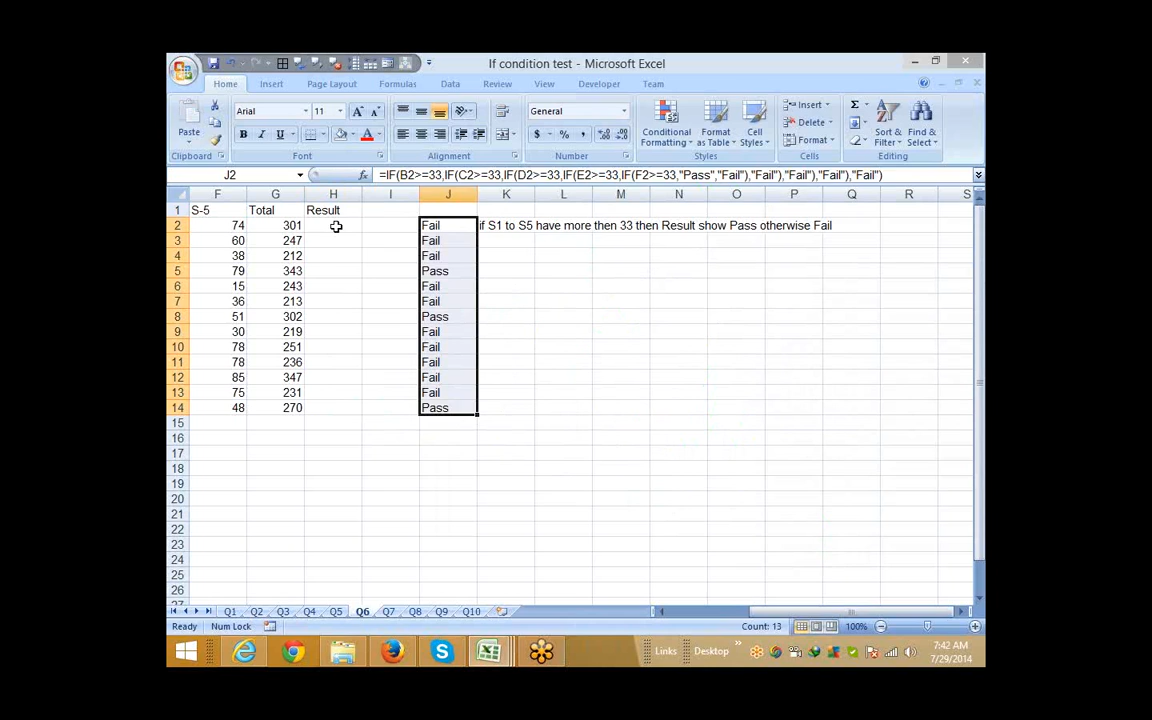 If condition test - Microsoft Excel
Home Insert Page Layout Formulas Data Review View Developer Team
Paste
Arial 11
General
Conditional Formatting
Format as Table
Cell Styles
Insert
Delete
Format
Sort & Filter
Find & Select
Clipboard Font Alignment Number Styles Cells Editing
J2 fx =IF(B2>=33,IF(C2>=33,IF(D2>=33,IF(E2>=33,IF(F2>=33,"Pass","Fail"),"Fail"),"Fail"),"Fail"),"Fail")
F G H I J K L M N O P Q R S
1 S-5 Total Result
2 74 301 Fail if S1 to S5 have more then 33 then Result show Pass otherwise Fail
3 60 247 Fail
4 38 212 Fail
5 79 343 Pass
6 15 243 Fail
7 36 213 Fail
8 51 302 Pass
9 30 219 Fail
10 78 251 Fail
11 78 236 Fail
12 85 347 Fail
13 75 231 Fail
14 48 270 Pass
15
16
17
18
19
20
21
22
23
24
25
26
27
Q1 Q2 Q3 Q4 Q5 Q6 Q7 Q8 Q9 Q10
Ready Num Lock Count: 13 100%
Links Desktop 7:42 AM
7/29/2014